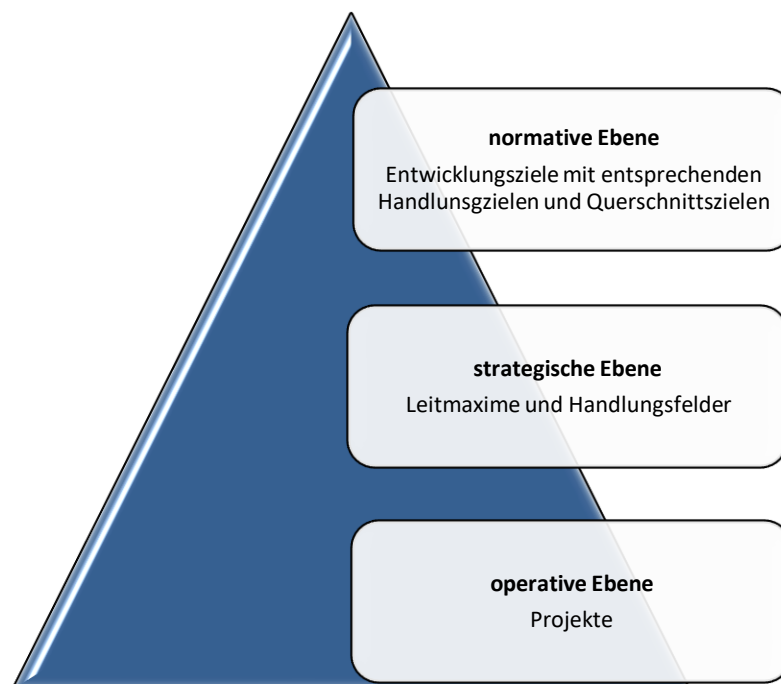 normative Ebene
Entwicklungsziele mit entsprechenden
Handlunsgzielen und Querschnittszielen
strategische Ebene
Leitmaxime und Handlungsfelder
operative Ebene
Projekte